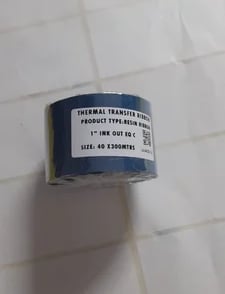 THERMAL TRANSFER RIBBON
PRODUCT TYPE:RESIN RIBBON
1" INK OUT EQ C
SIZE: 40 X300MTRS